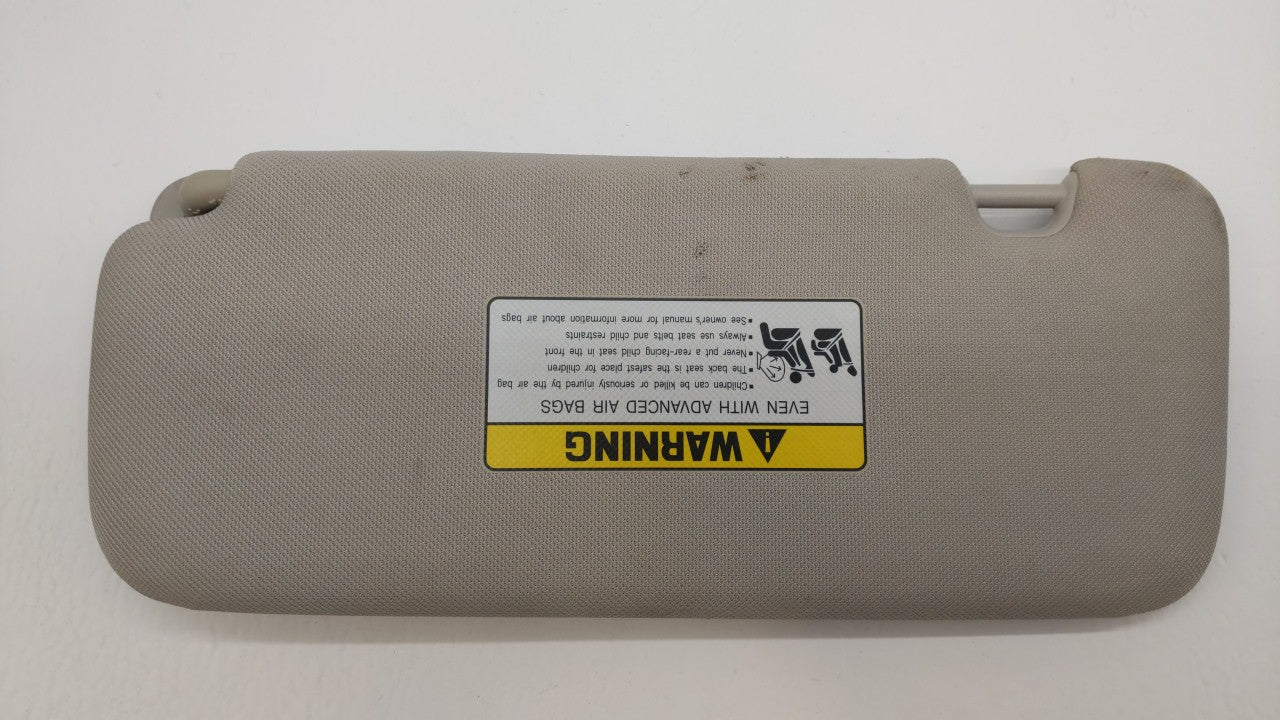 WARNING
EVEN WITH ADVANCED AIR BAGS
▪ Children can be killed or seriously injured by the air bag
▪ The back seat is the safest place for children
▪ Never put a rear-facing child seat in the front
▪ Always use seat belts and child restraints
▪ See owner's manual for more information about air bags